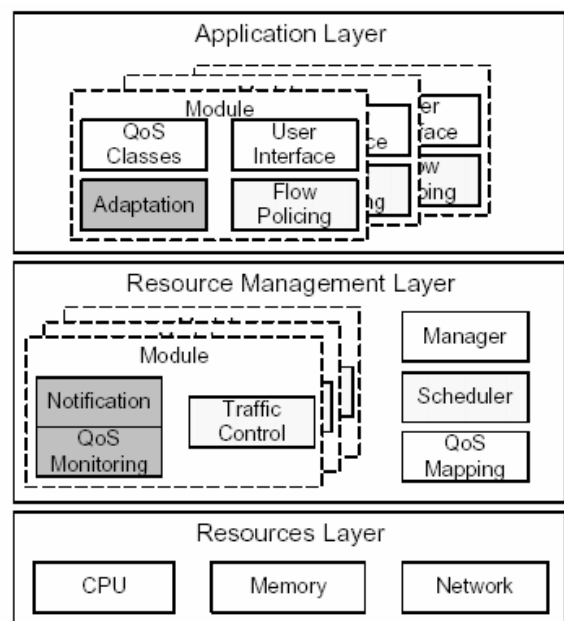 Application Layer
Module
QoS
Classes
User
Interface
Adaptation
Flow
Policing
Resource Management Layer
Module
Notification
QoS
Monitoring
Traffic
Control
Manager
Scheduler
QoS
Mapping
Resources Layer
CPU
Memory
Network